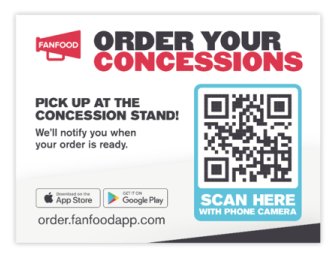 FANFOOD
ORDER YOUR
CONCESSIONS
PICK UP AT THE
CONCESSION STAND!
We'll notify you when
your order is ready.
Download on the
App Store
GET IT ON
Google Play
order.fanfoodapp.com
SCAN HERE
WITH PHONE CAMERA